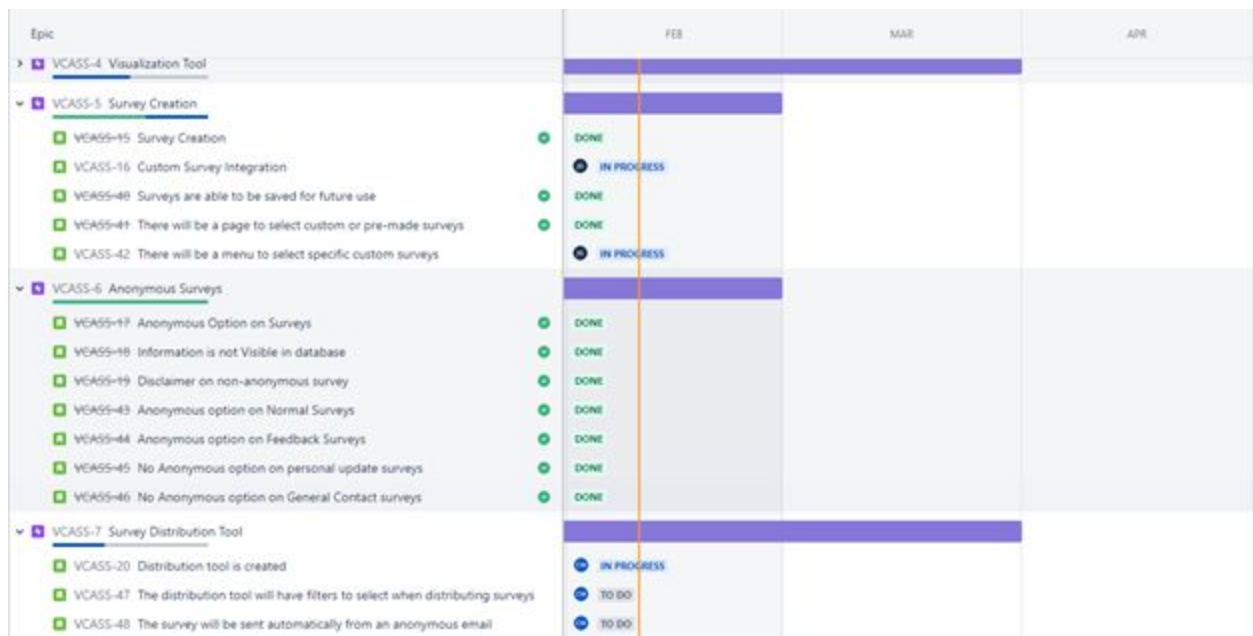 Epic FEB MAR APR
VCASS-4 Visualization Tool
VCASS-5 Survey Creation
VCASS-15 Survey Creation DONE
VCASS-16 Custom Survey Integration IN PROGRESS
VCASS-40 Surveys are able to be saved for future use DONE
VCASS-41 There will be a page to select custom or pre-made surveys DONE
VCASS-42 There will be a menu to select specific custom surveys IN PROGRESS
VCASS-6 Anonymous Surveys
VCASS-17 Anonymous Option on Surveys DONE
VCASS-18 Information is not Visible in database DONE
VCASS-19 Disclaimer on non-anonymous survey DONE
VCASS-43 Anonymous option on Normal Surveys DONE
VCASS-44 Anonymous option on Feedback Surveys DONE
VCASS-45 No Anonymous option on personal update surveys DONE
VCASS-46 No Anonymous option on General Contact surveys DONE
VCASS-7 Survey Distribution Tool
VCASS-20 Distribution tool is created IN PROGRESS
VCASS-47 The distribution tool will have filters to select when distributing surveys TO DO
VCASS-48 The survey will be sent automatically from an anonymous email TO DO